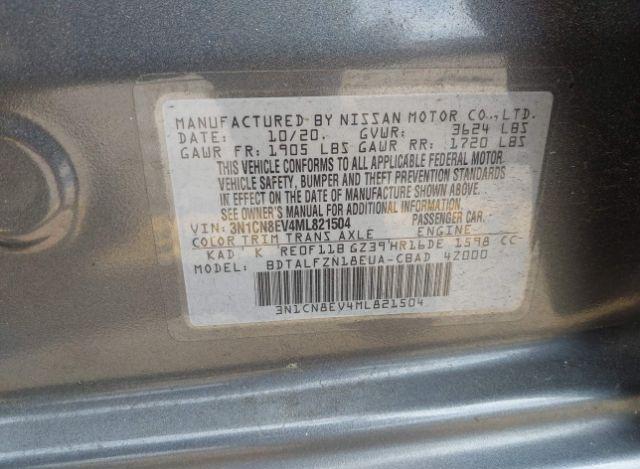 MANUFACTURED BY NISSAN MOTOR CO., LTD.
DATE: 10/20. GVWR: 3624 LBS
GAWR FR: 1905 LBS GAWR RR: 1720 LBS
THIS VEHICLE CONFORMS TO ALL APPLICABLE FEDERAL MOTOR
VEHICLE SAFETY, BUMPER AND THEFT PREVENTION STANDARDS
IN EFFECT ON THE DATE OF MANUFACTURE SHOWN ABOVE.
SEE OWNER'S MANUAL FOR ADDITIONAL INFORMATION
VIN: 3N1CN8EV4ML821504 PASSENGER CAR
COLOR TRIM TRANS AXLE ENGINE
KAD K RE0F11B GZ39 HR16DE 1598 CC
MODEL: BDTALFZN18EUA-CBAD 42000
3N1CN8EV4ML821504